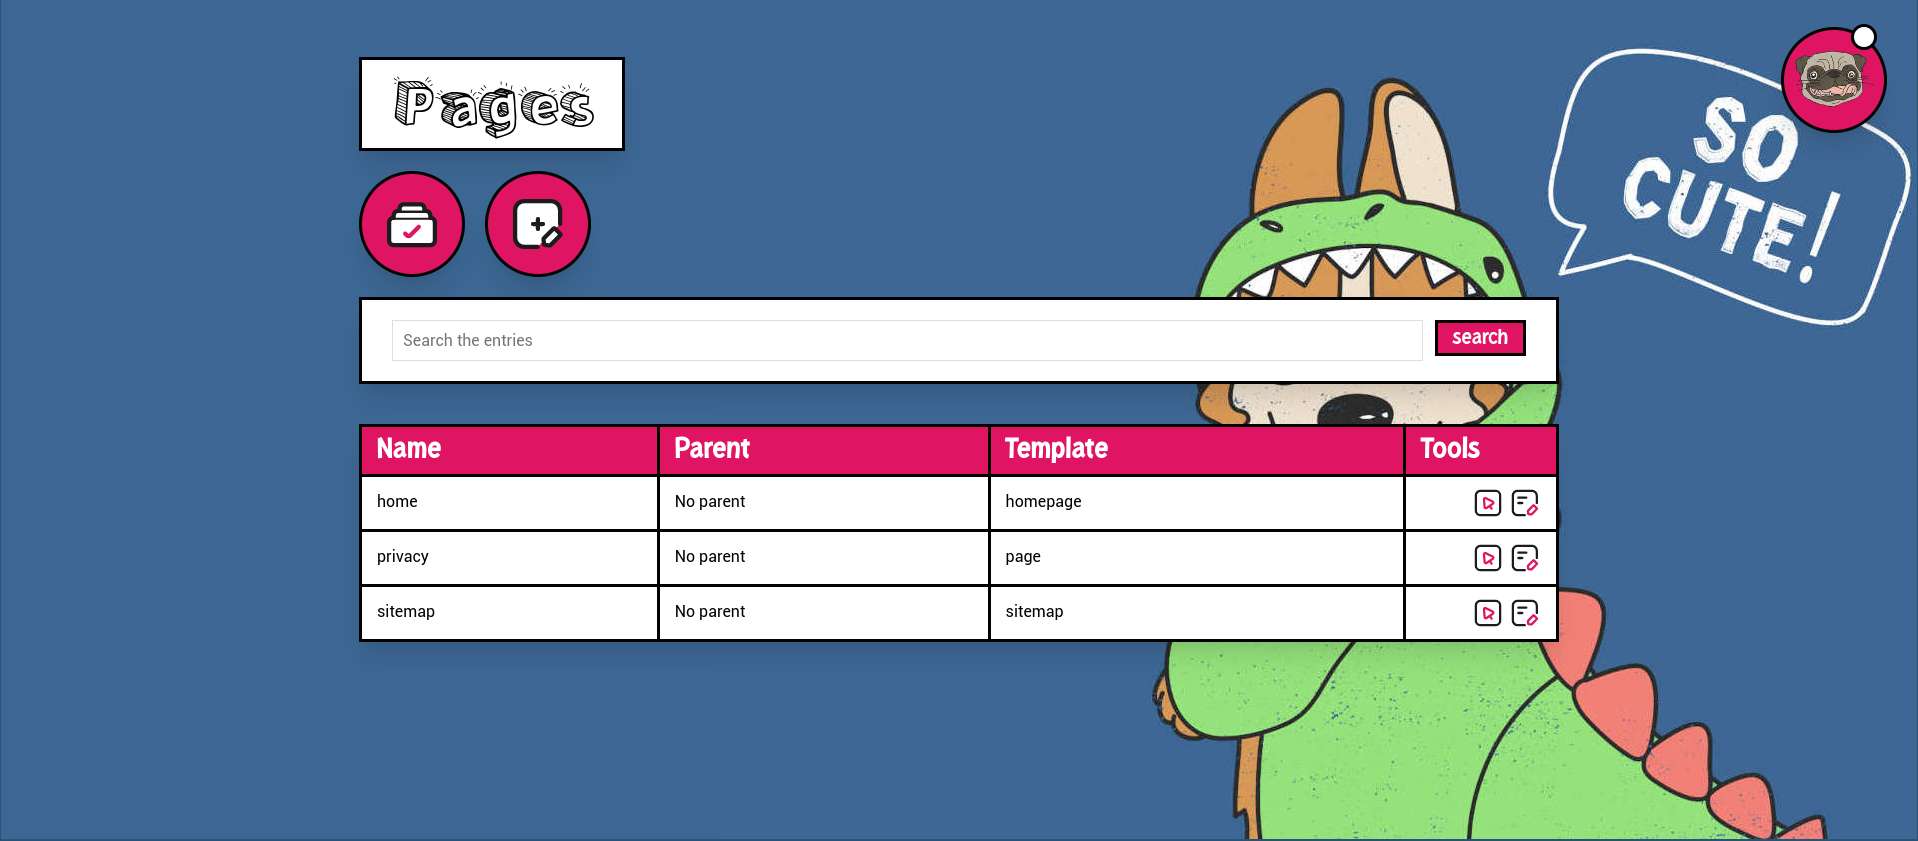 Pages
SO
CUTE!
Search the entries
search
Name Parent Template Tools
home No parent homepage
privacy No parent page
sitemap No parent sitemap